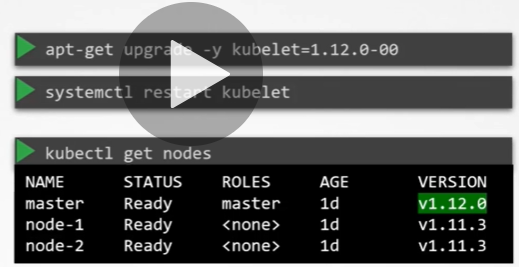 apt-get upgrade -y kubelet=1.12.0-00
systemctl restart kubelet
kubectl get nodes
NAME STATUS ROLES AGE VERSION
master Ready master 1d v1.12.0
node-1 Ready <none> 1d v1.11.3
node-2 Ready <none> 1d v1.11.3